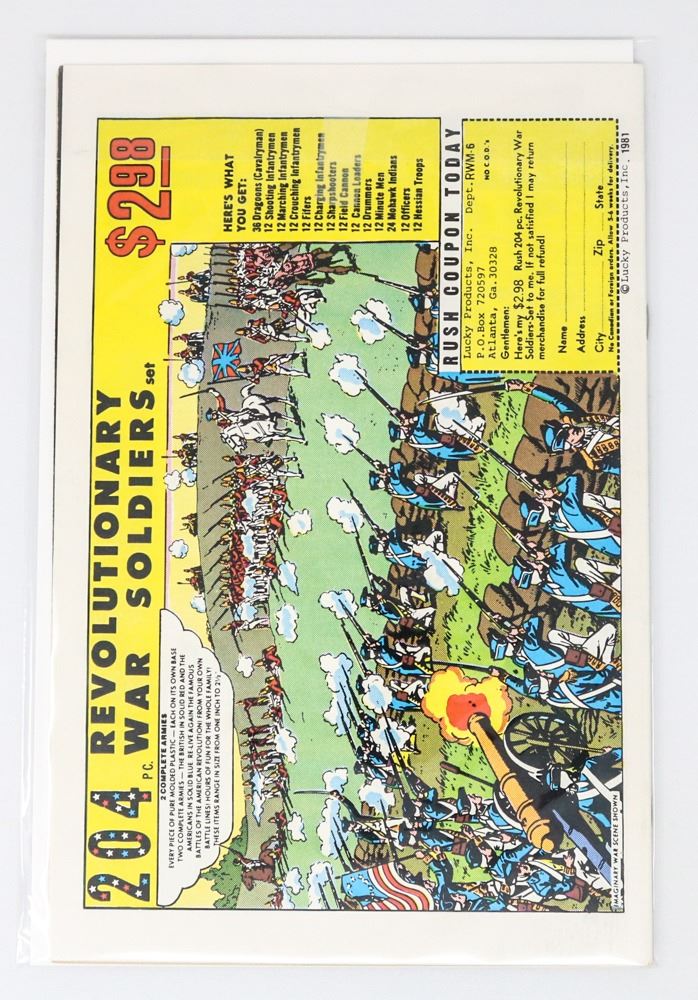 204 PC. REVOLUTIONARY
WAR SOLDIERS set
$2.98
2 COMPLETE ARMIES
EVERY PIECE OF PURE MOLDED PLASTIC — EACH ON ITS OWN BASE
TWO COMPLETE ARMIES — THE BRITISH IN SOLID RED AND THE
AMERICANS IN SOLID BLUE. RE-LIVE AGAIN THE FAMOUS
BATTLES OF THE AMERICAN REVOLUTION! FROM YOUR OWN
BATTLE LINES! HOURS OF FUN FOR THE WHOLE FAMILY!
THESE ITEMS RANGE IN SIZE FROM ONE INCH TO 2½"
HERE'S WHAT
YOU GET:
36 Dragoons (Cavalryman)
12 Shooting Infantrymen
12 Marching Infantrymen
12 Crouching Infantrymen
12 Fifers
12 Charging Infantrymen
12 Sharpshooters
12 Field Cannon
12 Cannon Loaders
12 Drummers
12 Minute Men
24 Mohawk Indians
12 Officers
12 Hessian Troops
RUSH COUPON TODAY
Lucky Products, Inc. Dept. RWM-6
P.O. Box 720597
Atlanta, Ga. 30328
NO C.O.D.'s
Gentlemen:
Here's my $2.98 Rush 204 pc. Revolutionary War
Soldiers-Set to me. If not satisfied I may return
merchandise for full refund!
Name
Address
City Zip State
No Canadian or Foreign orders. Allow 5-6 weeks for delivery.
© Lucky Products, Inc. 1981
IMAGINARY WAR SCENE SHOWN